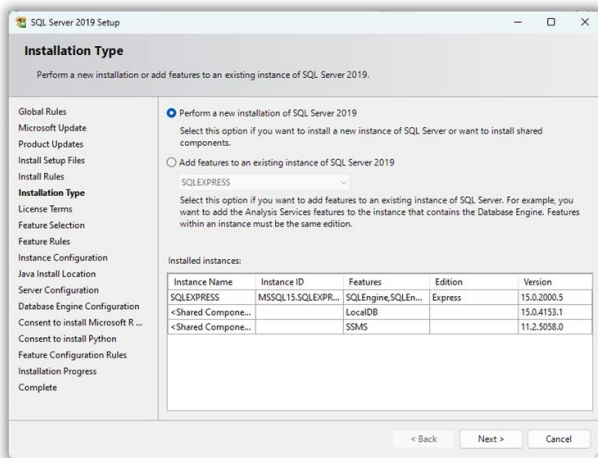 SQL Server 2019 Setup
Installation Type
Perform a new installation or add features to an existing instance of SQL Server 2019.
Global Rules
Microsoft Update
Product Updates
Install Setup Files
Install Rules
Installation Type
License Terms
Feature Selection
Feature Rules
Instance Configuration
Java Install Location
Server Configuration
Database Engine Configuration
Consent to install Microsoft R ...
Consent to install Python
Feature Configuration Rules
Installation Progress
Complete
Perform a new installation of SQL Server 2019
Select this option if you want to install a new instance of SQL Server or want to install shared
components.
Add features to an existing instance of SQL Server 2019
SQLEXPRESS
Select this option if you want to add features to an existing instance of SQL Server. For example, you
want to add the Analysis Services features to the instance that contains the Database Engine. Features
within an instance must be the same edition.
Installed instances:
Instance Name Instance ID Features Edition Version
SQLEXPRESS MSSQL15.SQLEXPR... SQLEngine,SQLEn... Express 15.0.2000.5
<Shared Compone... LocalDB 15.0.4153.1
<Shared Compone... SSMS 11.2.5058.0
< Back Next > Cancel